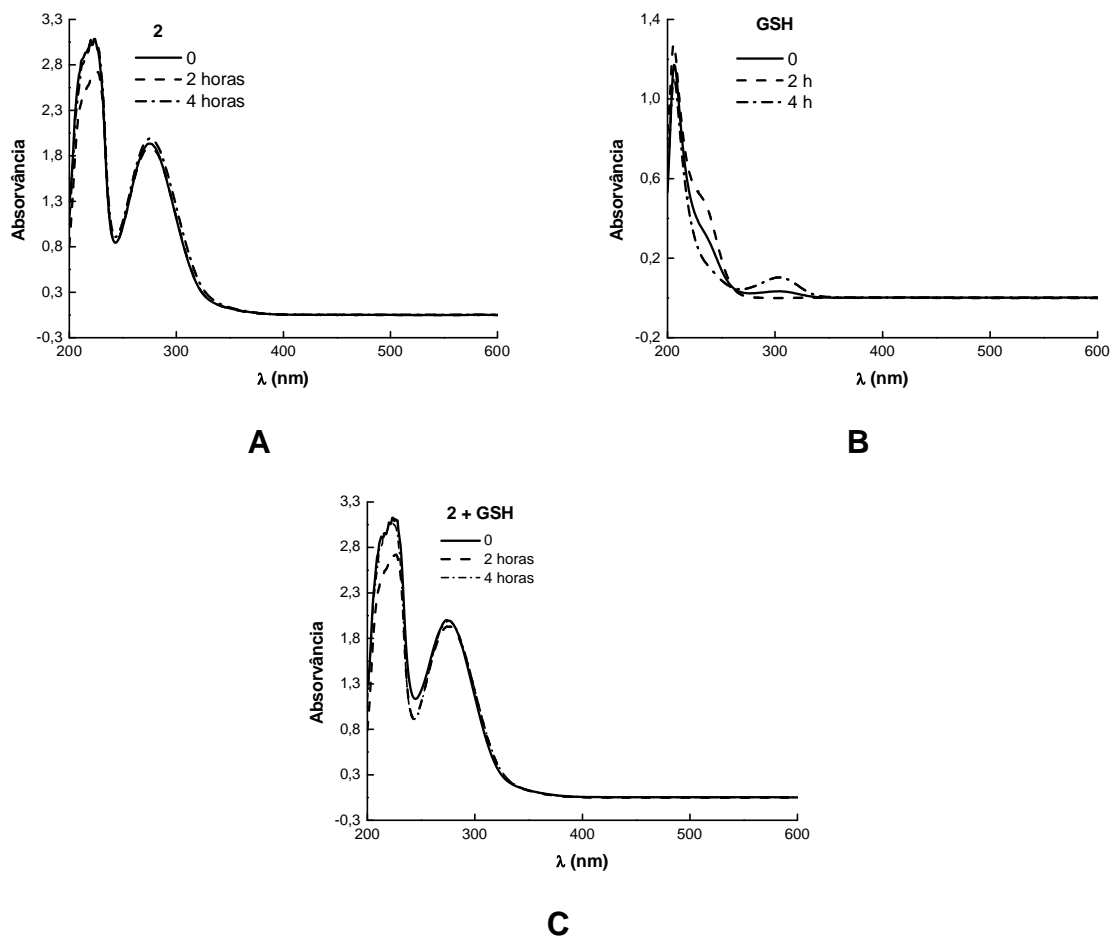 2
0
2 horas
4 horas
Absorvância
3,3
2,8
2,3
1,8
1,3
0,8
0,3
-0,3
200 300 400 500 600
λ (nm)
A
GSH
0
2 h
4 h
Absorvância
1,4
1,0
0,6
0,2
-0,2
200 300 400 500 600
λ (nm)
B
2 + GSH
0
2 horas
4 horas
Absorvância
3,3
2,8
2,3
1,8
1,3
0,8
0,3
-0,3
200 300 400 500 600
λ (nm)
C